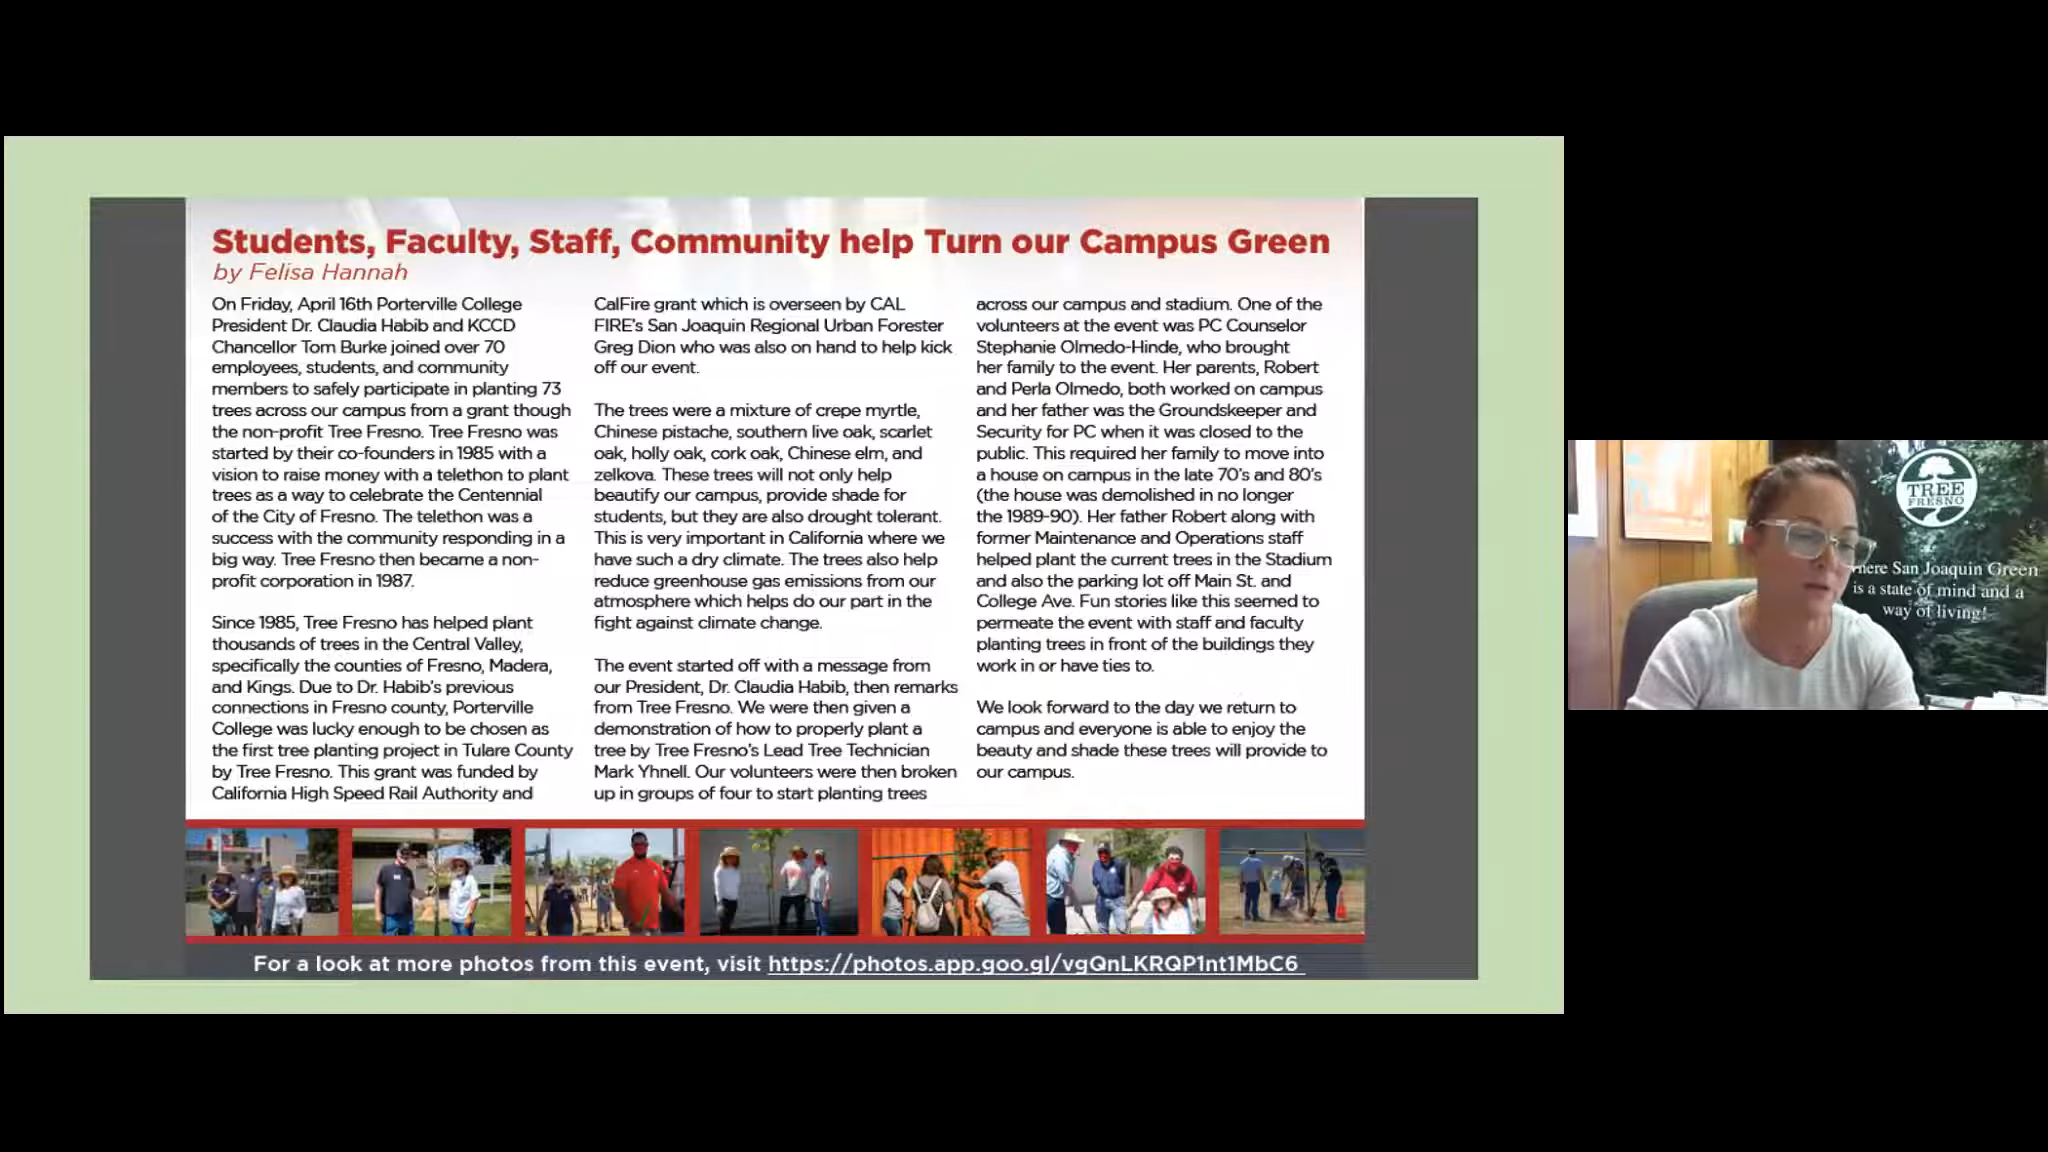 Students, Faculty, Staff, Community help Turn our Campus Green
by Felisa Hannah
On Friday, April 16th Porterville College
President Dr. Claudia Habib and KCCD
Chancellor Tom Burke joined over 70
employees, students, and community
members to safely participate in planting 73
trees across our campus from a grant though
the non-profit Tree Fresno. Tree Fresno was
started by their co-founders in 1985 with a
vision to raise money with a telethon to plant
trees as a way to celebrate the Centennial
of the City of Fresno. The telethon was a
success with the community responding in a
big way. Tree Fresno then became a non-
profit corporation in 1987.
Since 1985, Tree Fresno has helped plant
thousands of trees in the Central Valley,
specifically the counties of Fresno, Madera,
and Kings. Due to Dr. Habib's previous
connections in Fresno county, Porterville
College was lucky enough to be chosen as
the first tree planting project in Tulare County
by Tree Fresno. This grant was funded by
California High Speed Rail Authority and
CalFire grant which is overseen by CAL
FIRE's San Joaquin Regional Urban Forester
Greg Dion who was also on hand to help kick
off our event.
The trees were a mixture of crepe myrtle,
Chinese pistache, southern live oak, scarlet
oak, holly oak, cork oak, Chinese elm, and
zelkova. These trees will not only help
beautify our campus, provide shade for
students, but they are also drought tolerant.
This is very important in California where we
have such a dry climate. The trees also help
reduce greenhouse gas emissions from our
atmosphere which helps do our part in the
fight against climate change.
The event started off with a message from
our President, Dr. Claudia Habib, then remarks
from Tree Fresno. We were then given a
demonstration of how to properly plant a
tree by Tree Fresno's Lead Tree Technician
Mark Yhnell. Our volunteers were then broken
up in groups of four to start planting trees
across our campus and stadium. One of the
volunteers at the event was PC Counselor
Stephanie Olmedo-Hinde, who brought
her family to the event. Her parents, Robert
and Perla Olmedo, both worked on campus
and her father was the Groundskeeper and
Security for PC when it was closed to the
public. This required her family to move into
a house on campus in the late 70's and 80's
(the house was demolished in no longer
the 1989-90). Her father Robert along with
former Maintenance and Operations staff
helped plant the current trees in the Stadium
and also the parking lot off Main St. and
College Ave. Fun stories like this seemed to
permeate the event with staff and faculty
planting trees in front of the buildings they
work in or have ties to.
We look forward to the day we return to
campus and everyone is able to enjoy the
beauty and shade these trees will provide to
our campus.
For a look at more photos from this event, visit https://photos.app.goo.gl/vgQnLKRQP1nt1MbC6
TREE
FRESNO
San Joaquin Green
is a state of mind and a
way of living!